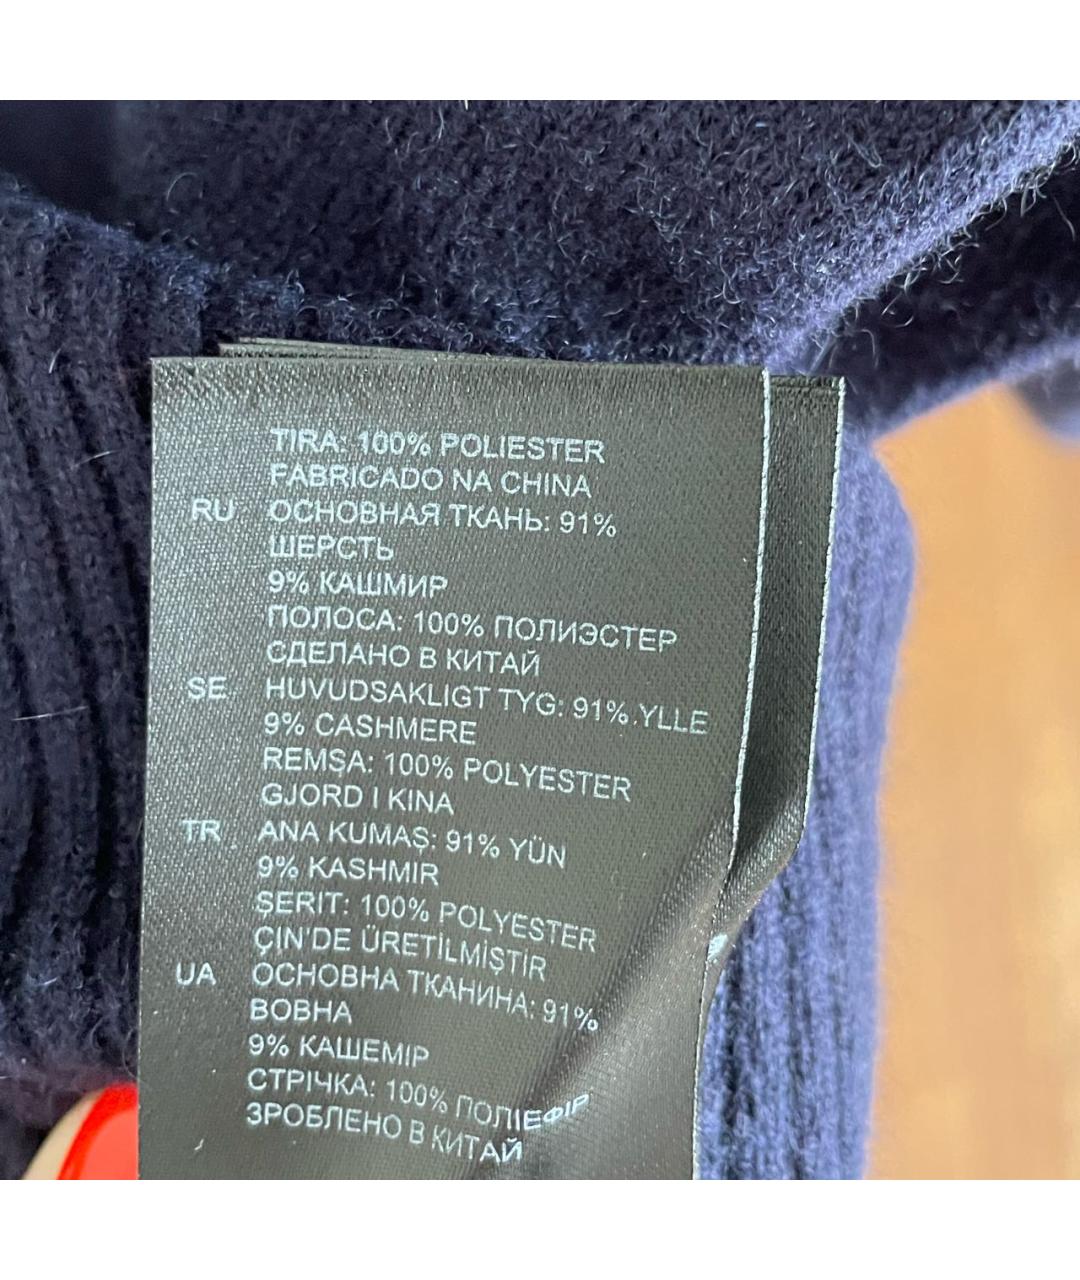 TIRA: 100% POLIESTER
FABRICADO NA CHINA
RU ОСНОВНАЯ ТКАНЬ: 91%
ШЕРСТЬ
9% КАШМИР
ПОЛОСА: 100% ПОЛИЭСТЕР
СДЕЛАНО В КИТАЙ
SE HUVUDSAKLIGT TYG: 91% YLLE
9% CASHMERE
REMSA: 100% POLYESTER
GJORD I KINA
TR ANA KUMAŞ: 91% YÜN
9% KASHMIR
ŞERIT: 100% POLYESTER
ÇIN'DE ÜRETİLMİŞTİR
UA ОСНОВНА ТКАНИНА: 91%
ВОВНА
9% КАШЕМІР
СТРІЧКА: 100% ПОЛІЕФІР
ЗРОБЛЕНО В КИТАЙ